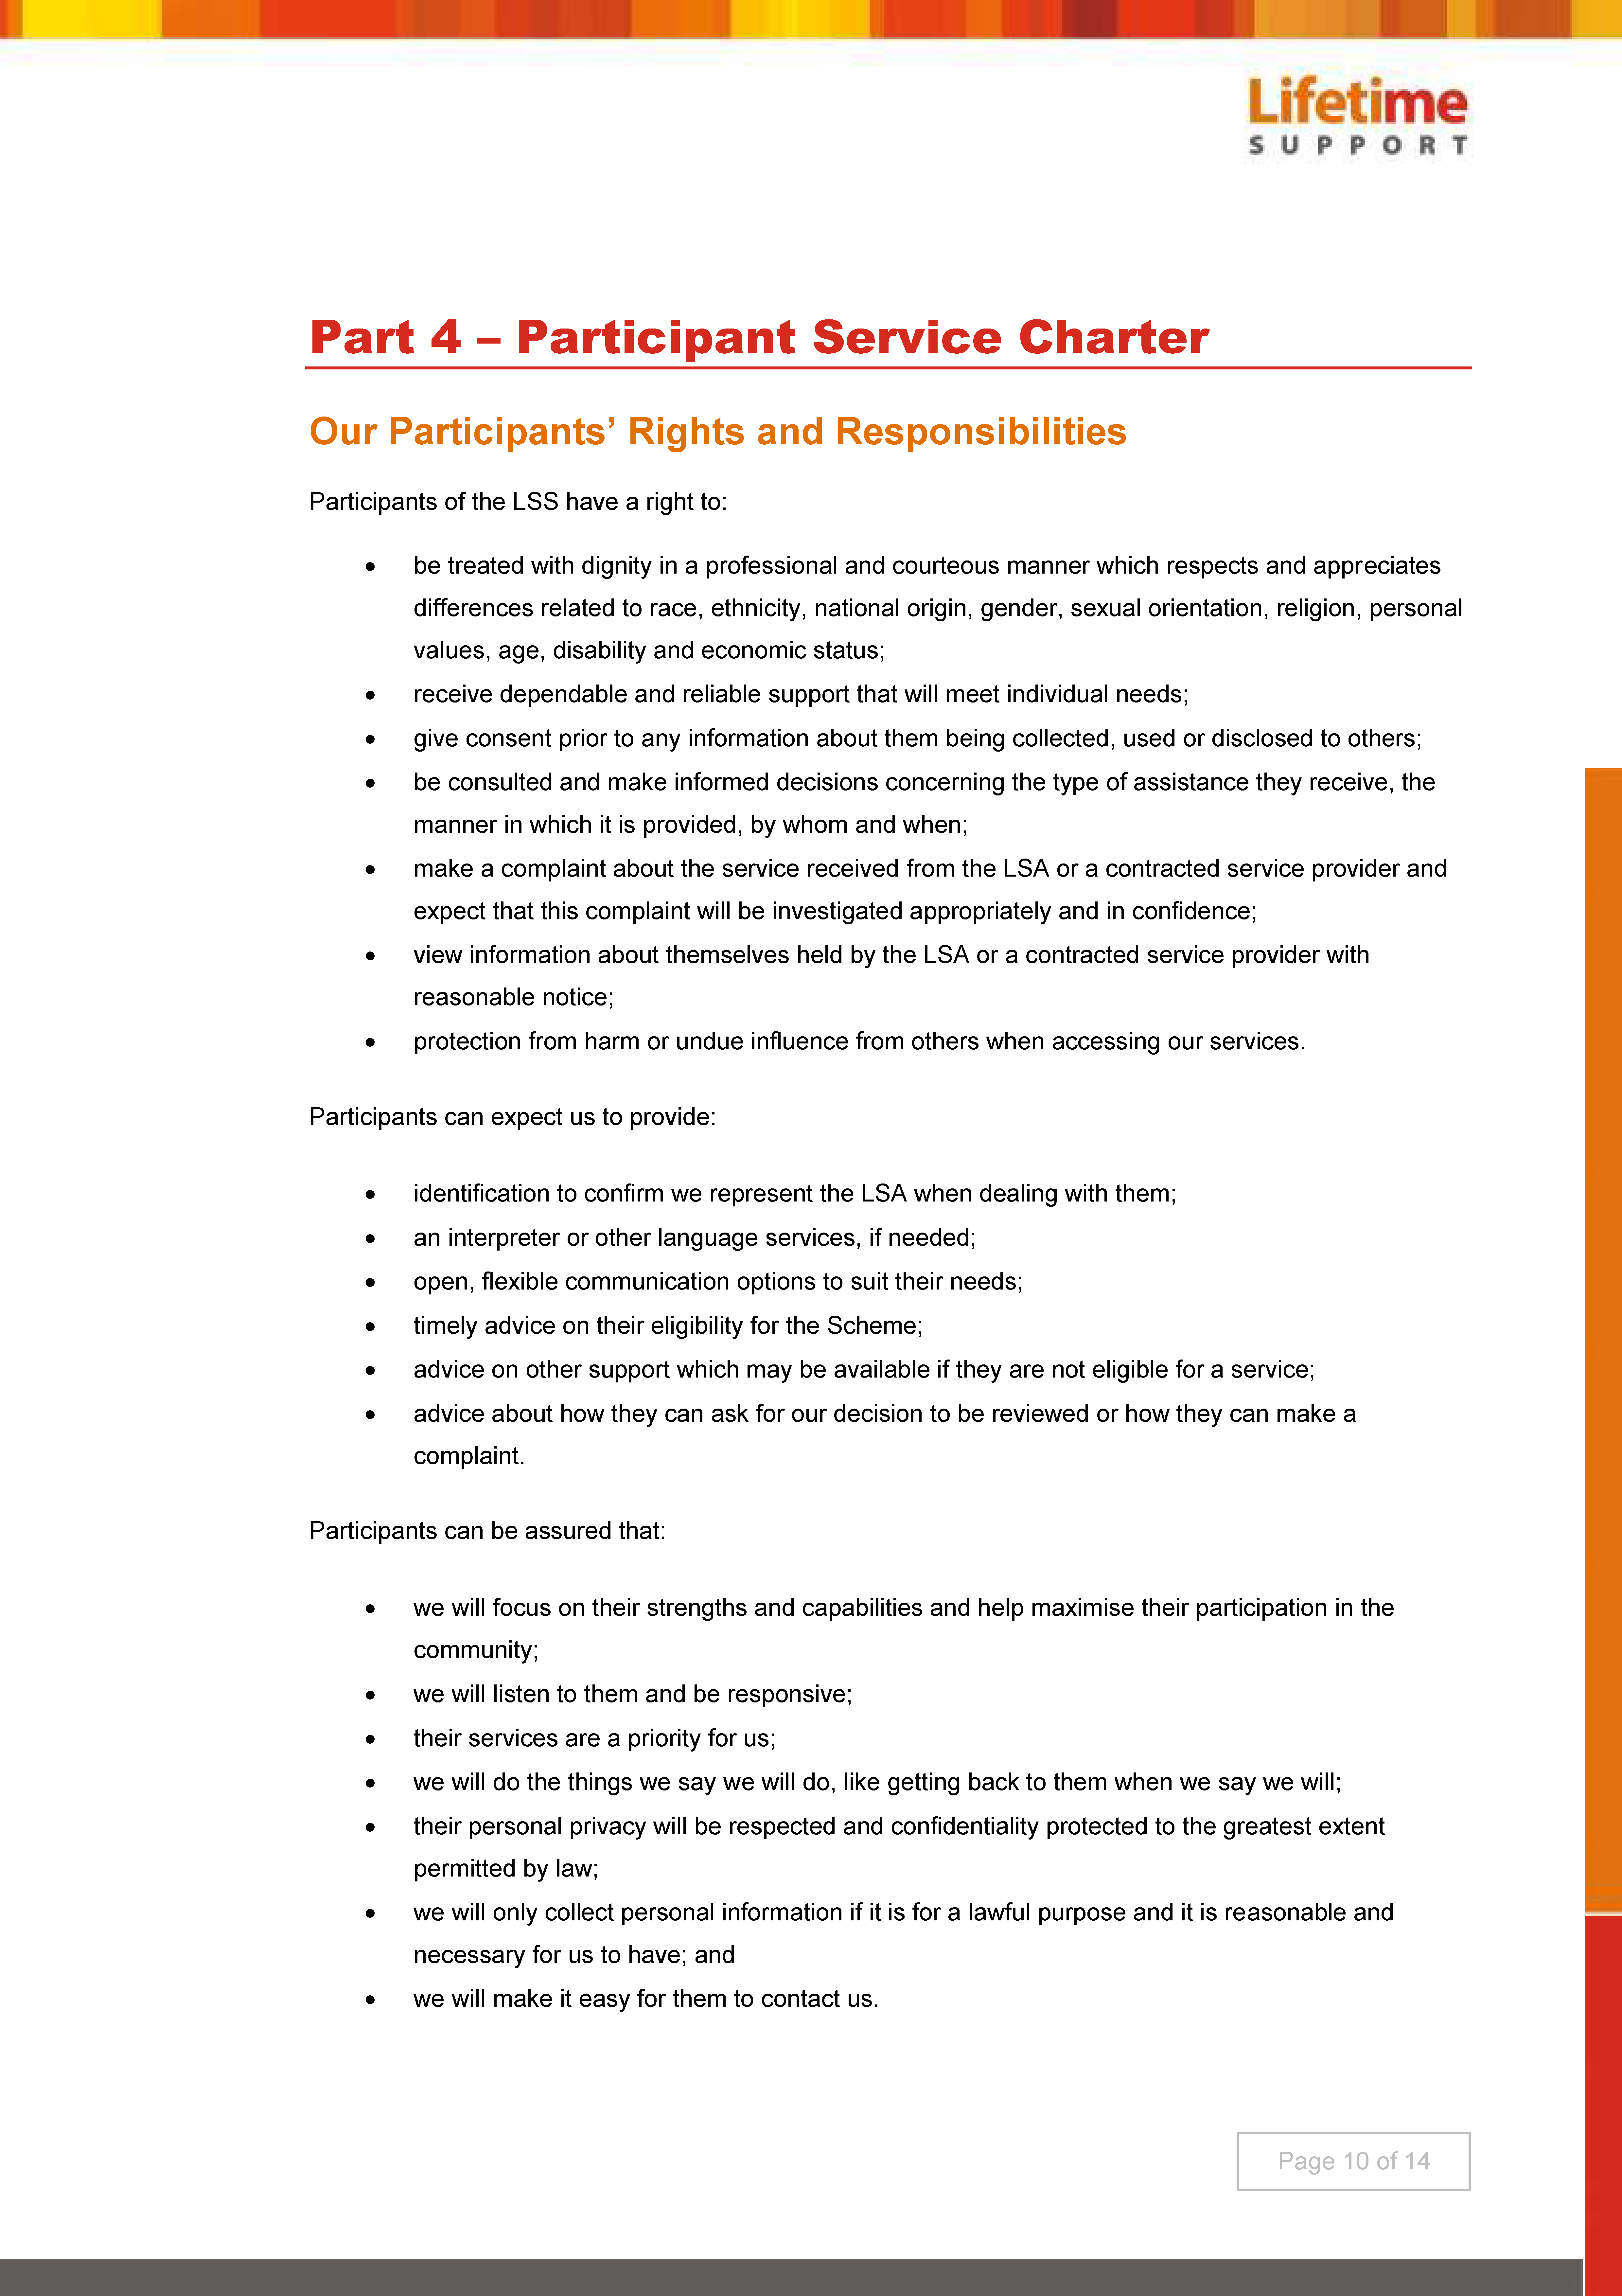 Lifetime
SUPPORT
Part 4 – Participant Service Charter
Our Participants’ Rights and Responsibilities
Participants of the LSS have a right to:
• be treated with dignity in a professional and courteous manner which respects and appreciates
differences related to race, ethnicity, national origin, gender, sexual orientation, religion, personal
values, age, disability and economic status;
• receive dependable and reliable support that will meet individual needs;
• give consent prior to any information about them being collected, used or disclosed to others;
• be consulted and make informed decisions concerning the type of assistance they receive, the
manner in which it is provided, by whom and when;
• make a complaint about the service received from the LSA or a contracted service provider and
expect that this complaint will be investigated appropriately and in confidence;
• view information about themselves held by the LSA or a contracted service provider with
reasonable notice;
• protection from harm or undue influence from others when accessing our services.
Participants can expect us to provide:
• identification to confirm we represent the LSA when dealing with them;
• an interpreter or other language services, if needed;
• open, flexible communication options to suit their needs;
• timely advice on their eligibility for the Scheme;
• advice on other support which may be available if they are not eligible for a service;
• advice about how they can ask for our decision to be reviewed or how they can make a
complaint.
Participants can be assured that:
• we will focus on their strengths and capabilities and help maximise their participation in the
community;
• we will listen to them and be responsive;
• their services are a priority for us;
• we will do the things we say we will do, like getting back to them when we say we will;
• their personal privacy will be respected and confidentiality protected to the greatest extent
permitted by law;
• we will only collect personal information if it is for a lawful purpose and it is reasonable and
necessary for us to have; and
• we will make it easy for them to contact us.
Page 10 of 14